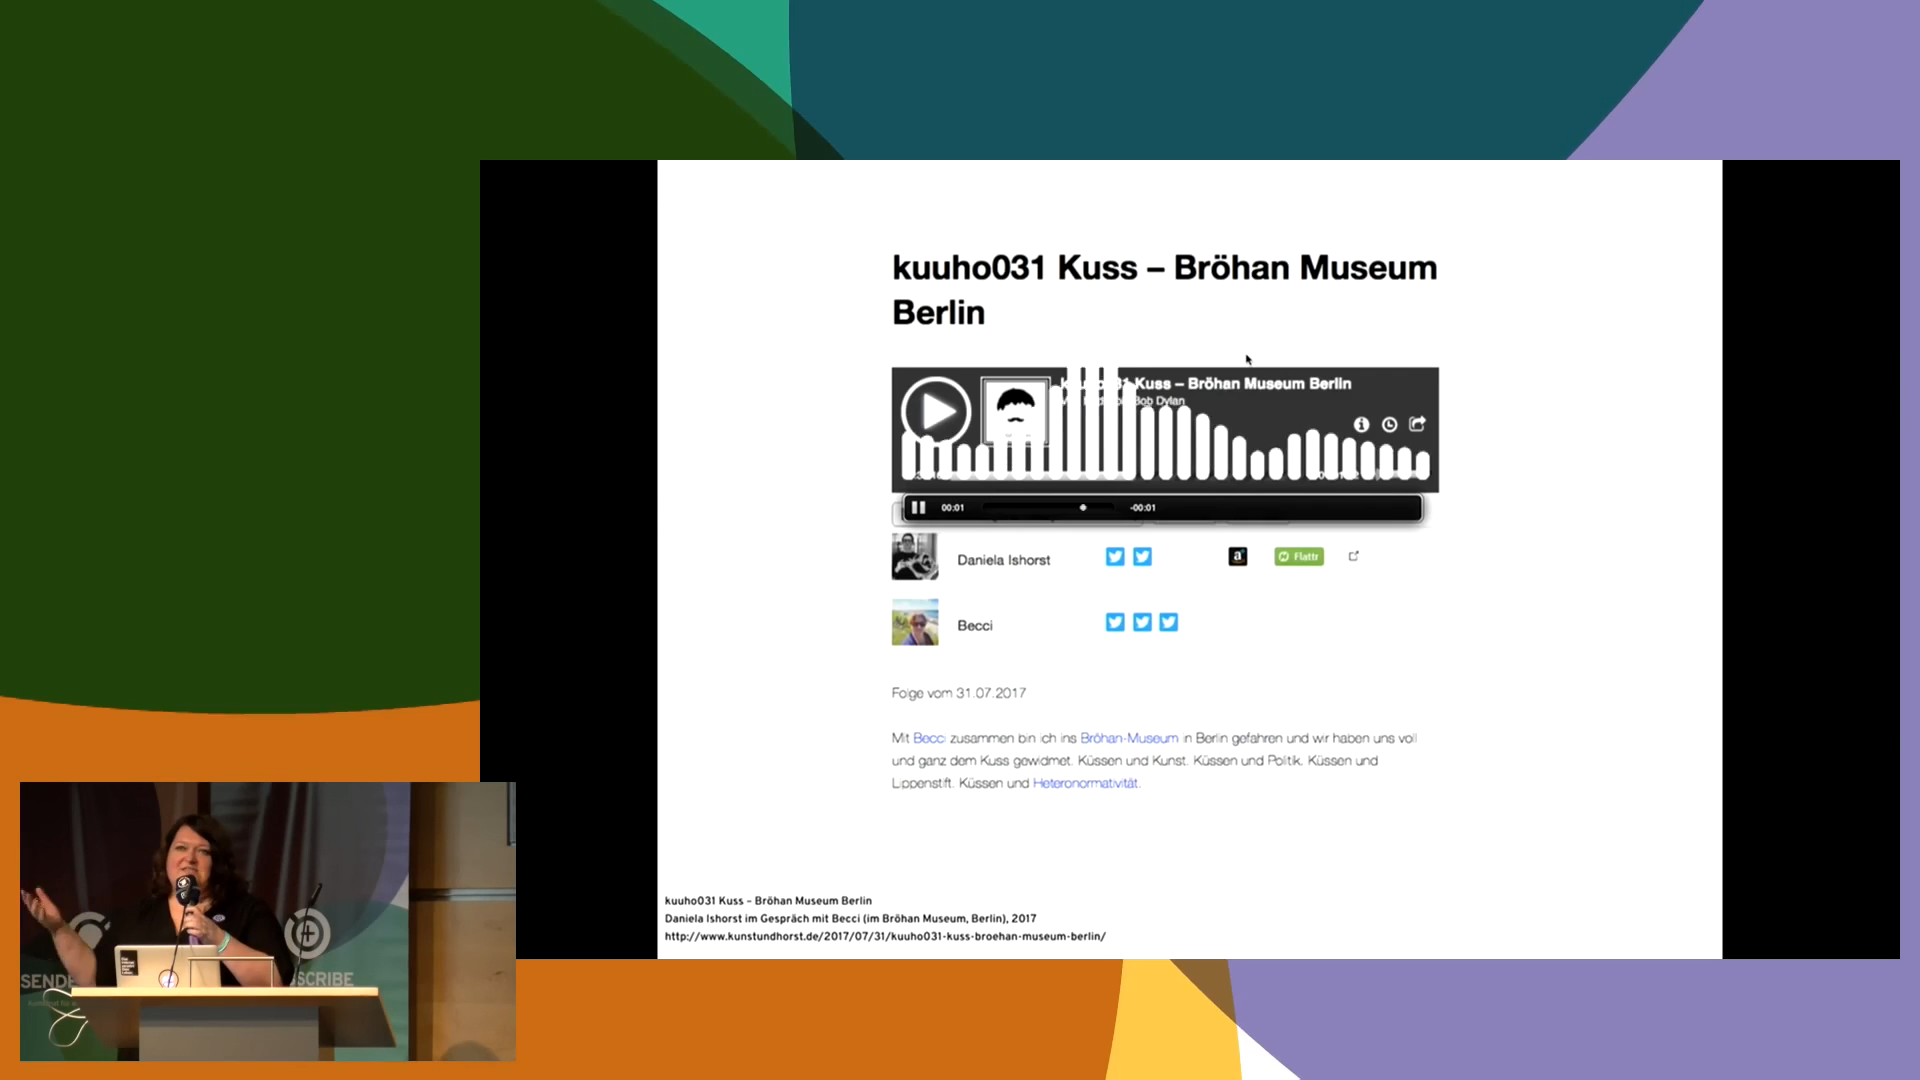 kuuho031 Kuss – Bröhan Museum
Berlin
Kuss – Bröhan Museum Berlin
Bob Dylan
00:01
-00:01
Daniela Ishorst
Flattr
Becci
Folge vom 31.07.2017
Mit Becci zusammen bin ich ins Bröhan-Museum in Berlin gefahren und wir haben uns voll
und ganz dem Kuss gewidmet. Küssen und Kunst. Küssen und Politik. Küssen und
Lippenstift. Küssen und Heteronormativität.
kuuho031 Kuss – Bröhan Museum Berlin
Daniela Ishorst im Gespräch mit Becci (im Bröhan Museum, Berlin), 2017
http://www.kunstundhorst.de/2017/07/31/kuuho031-kuss-broehan-museum-berlin/
SENDE
SCRIBE